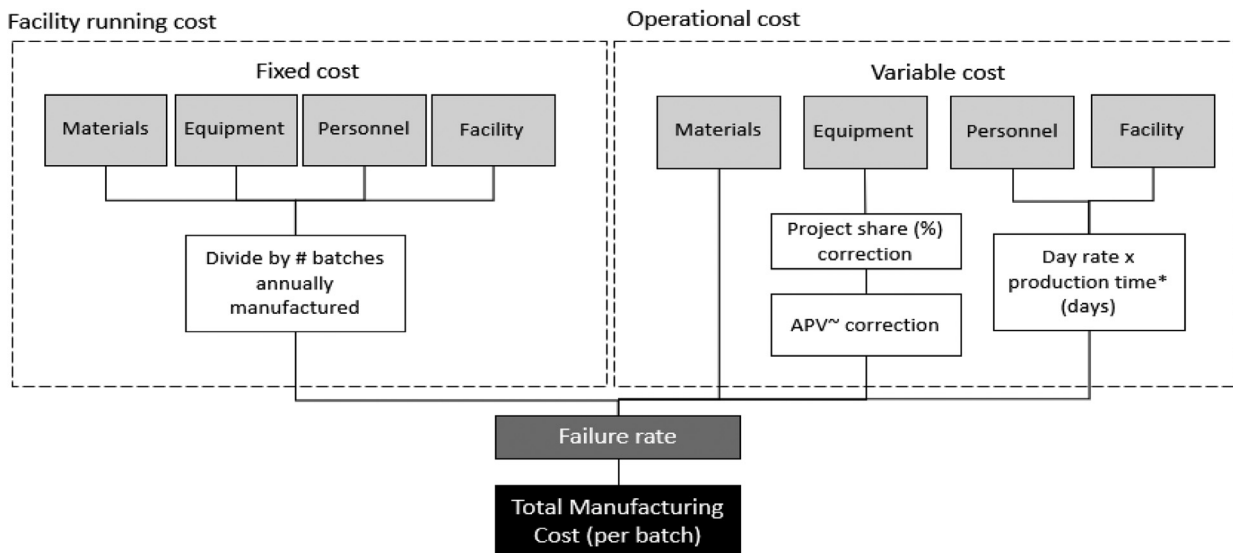 Facility running cost
Operational cost
Fixed cost
Variable cost
Materials
Equipment
Personnel
Facility
Materials
Equipment
Personnel
Facility
Divide by # batches
annually
manufactured
Project share (%)
correction
APV~ correction
Day rate x
production time*
(days)
Failure rate
Total Manufacturing
Cost (per batch)